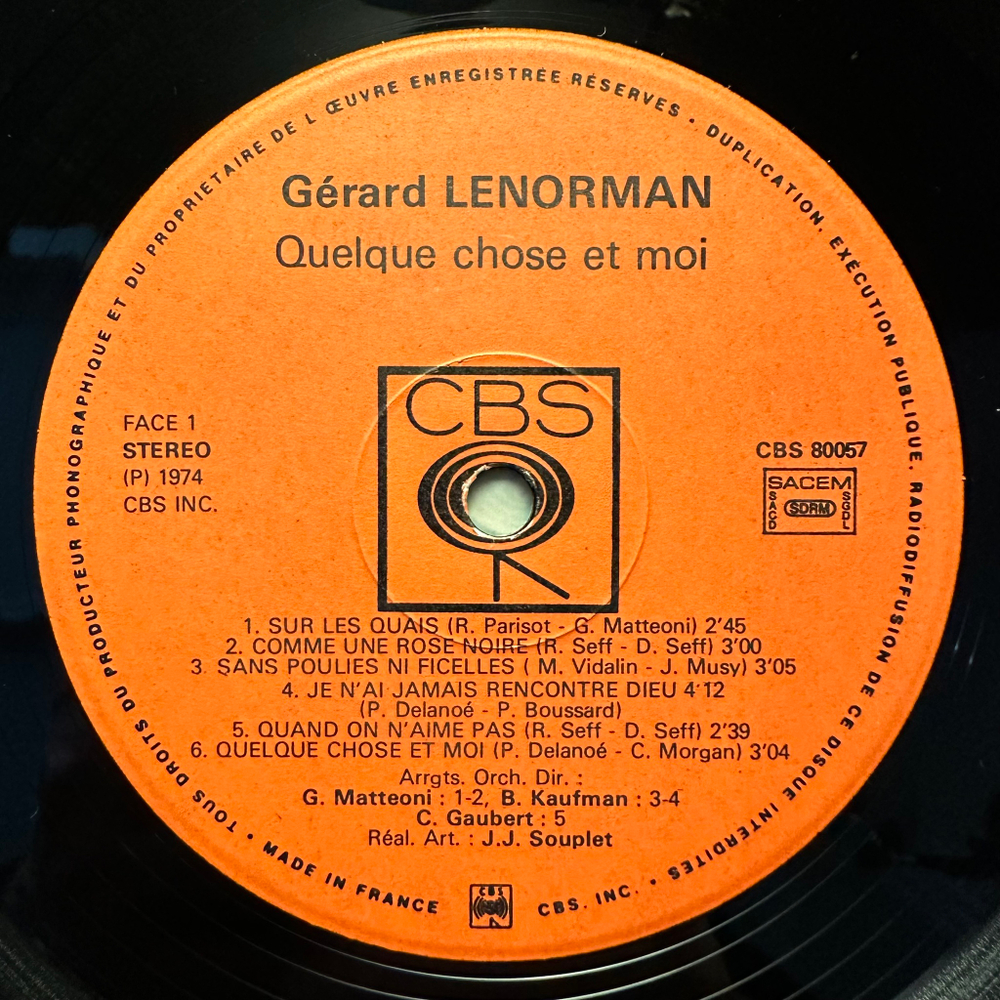 TOUS DROITS DU PRODUCTEUR PHONOGRAPHIQUE ET DU PROPRIÉTAIRE DE L ŒUVRE ENREGISTRÉE RÉSERVES • DUPLICATION, EXÉCUTION PUBLIQUE, RADIODIFFUSION DE CE DISQUE INTERDITES
Gérard LENORMAN
Quelque chose et moi
CBS
FACE 1
STEREO
(P) 1974
CBS INC.
CBS 80057
SACEM
SACD
SDRM
SGDL
1. SUR LES QUAIS (R. Parisot - G. Matteoni) 2'45
2. COMME UNE ROSE NOIRE (R. Seff - D. Seff) 3'00
3. SANS POULIES NI FICELLES ( M. Vidalin - J. Musy) 3'05
4. JE N'AI JAMAIS RENCONTRE DIEU 4'12
(P. Delanoé - P. Boussard)
5. QUAND ON N'AIME PAS (R. Seff - D. Seff) 2'39
6. QUELQUE CHOSE ET MOI (P. Delanoé - C. Morgan) 3'04
Arrgts. Orch. Dir. :
G. Matteoni : 1-2, B. Kaufman : 3-4
C. Gaubert : 5
Réal. Art. : J.J. Souplet
• MADE IN FRANCE
CBS
CBS. INC. •